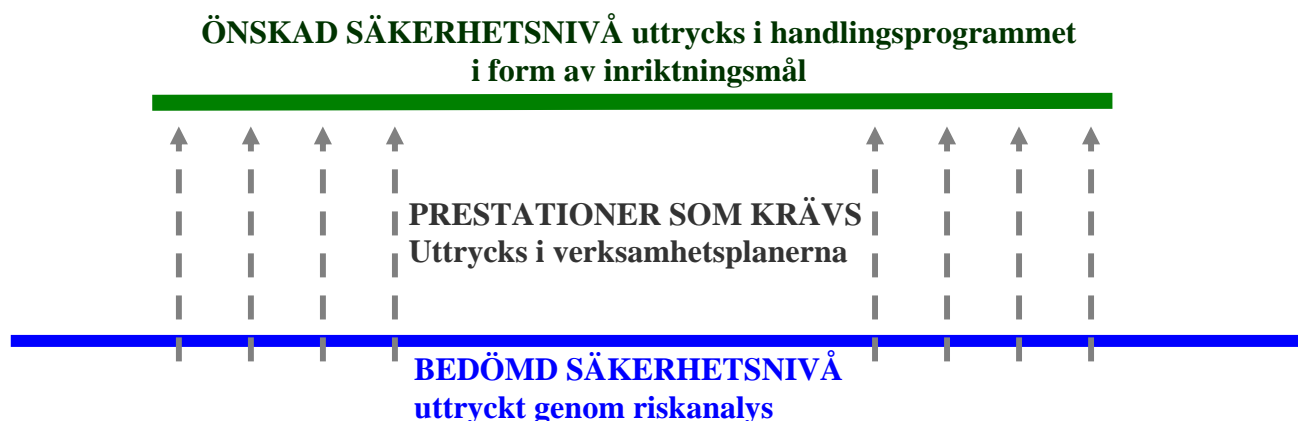 ÖNSKAD SÄKERHETSNIVÅ uttrycks i handlingsprogrammet
i form av inriktningsmål
PRESTATIONER SOM KRÄVS
Uttrycks i verksamhetsplanerna
BEDÖMD SÄKERHETSNIVÅ
uttryckt genom riskanalys